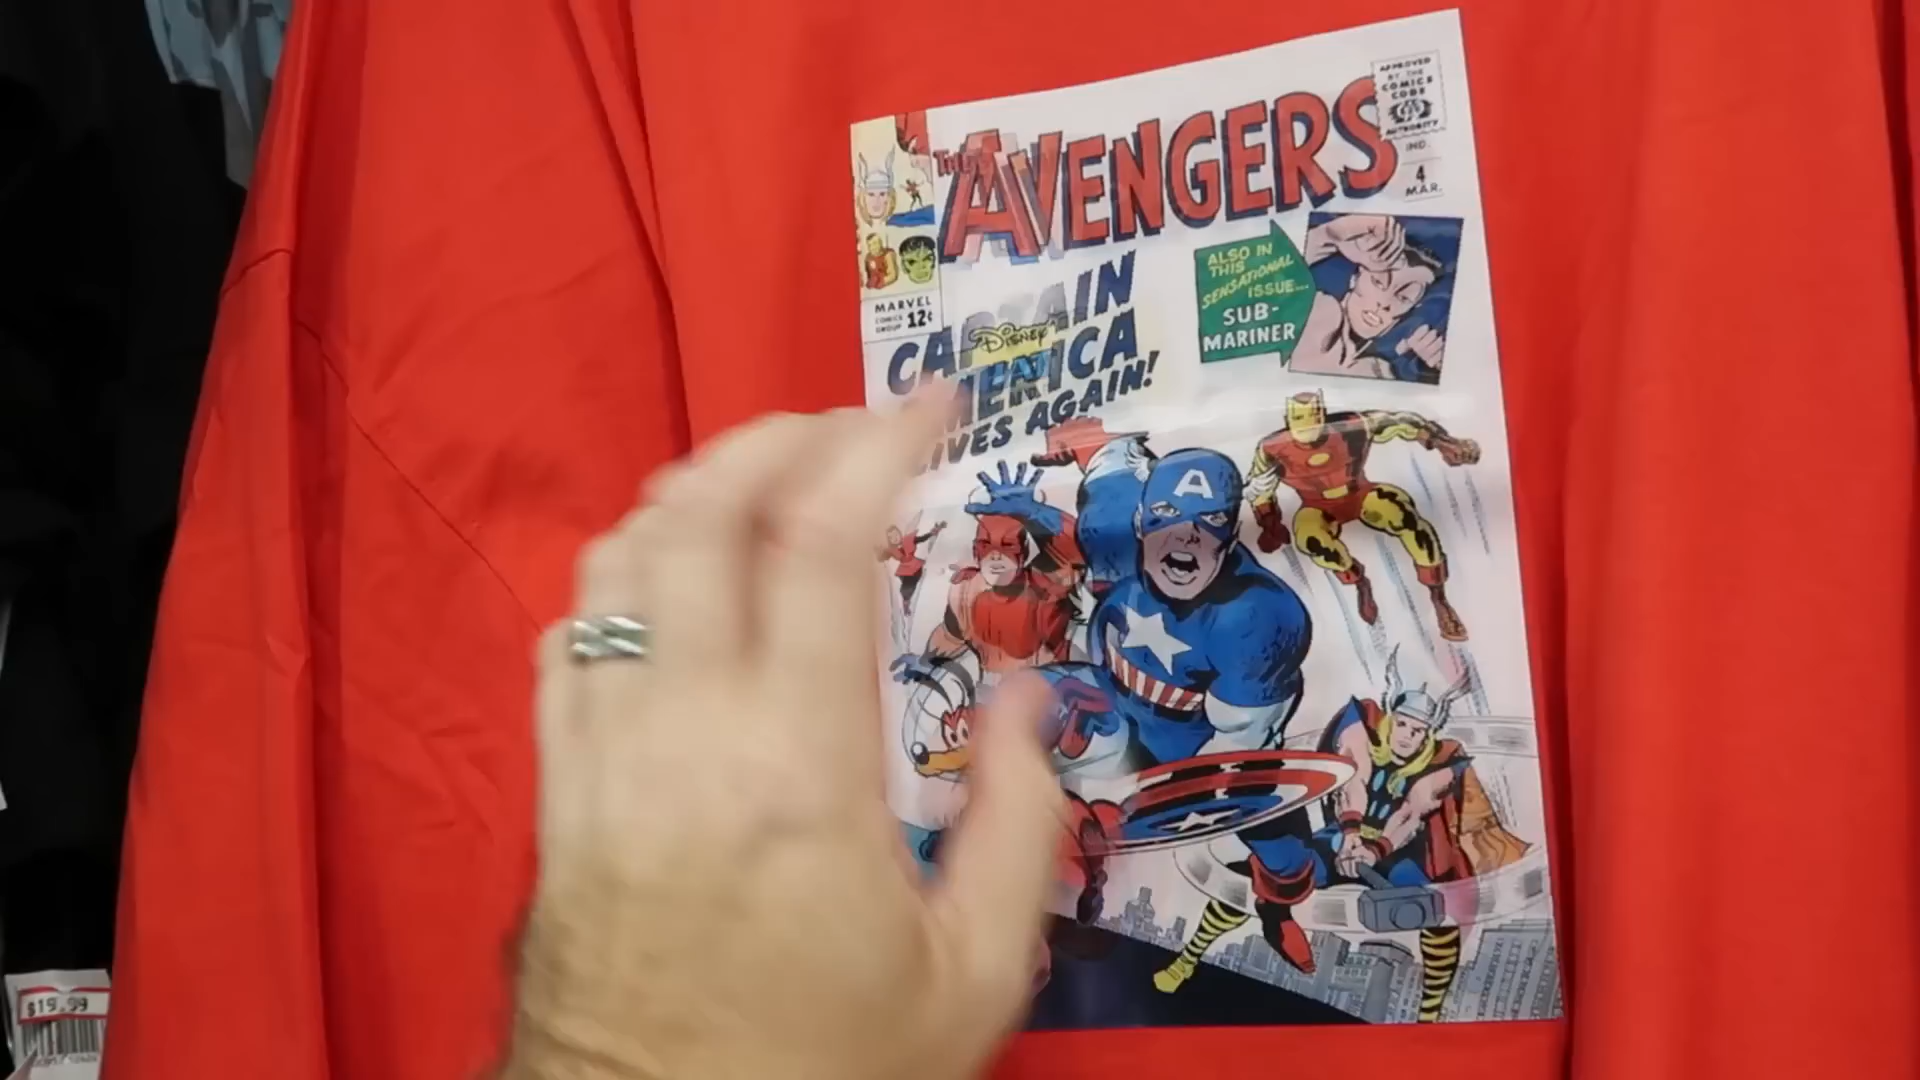 APPROVED
BY THE
COMICS
CODE
AUTHORITY
THE AVENGERS
IND.
4
MAR.
MARVEL
COMICS
GROUP
12¢
CAPTAIN
AMERICA
LIVES AGAIN!
DISNEY
ALSO IN
THIS
SENSATIONAL
ISSUE...
SUB-
MARINER
A
$19.99